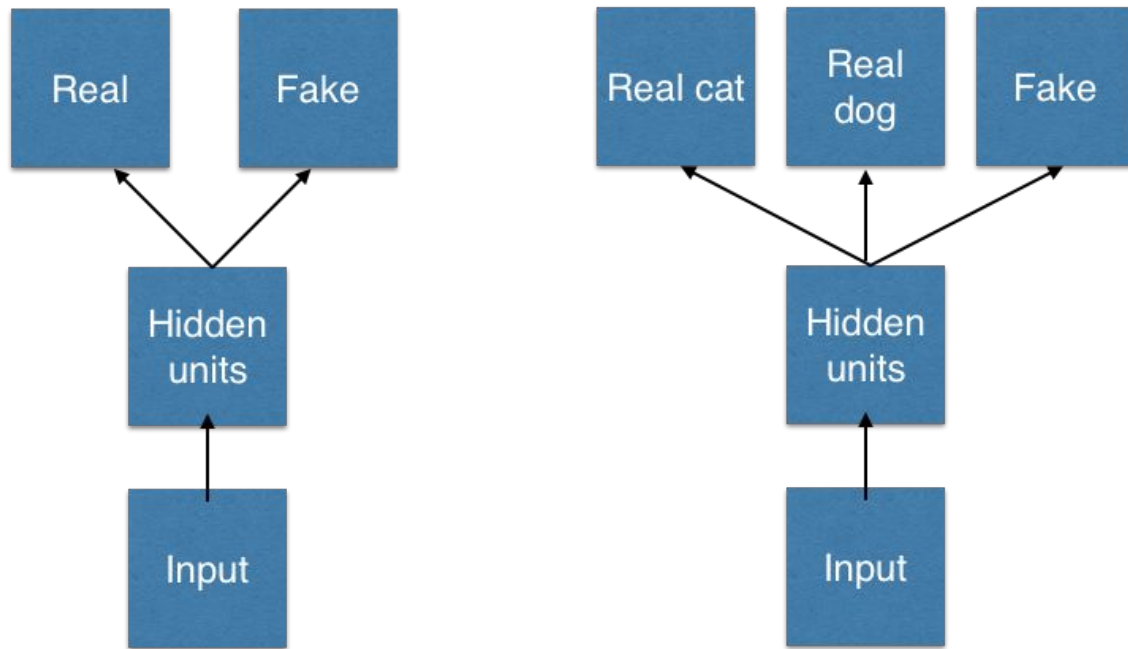 Real
Fake
Hidden
units
Input
Real cat
Real
dog
Fake
Hidden
units
Input